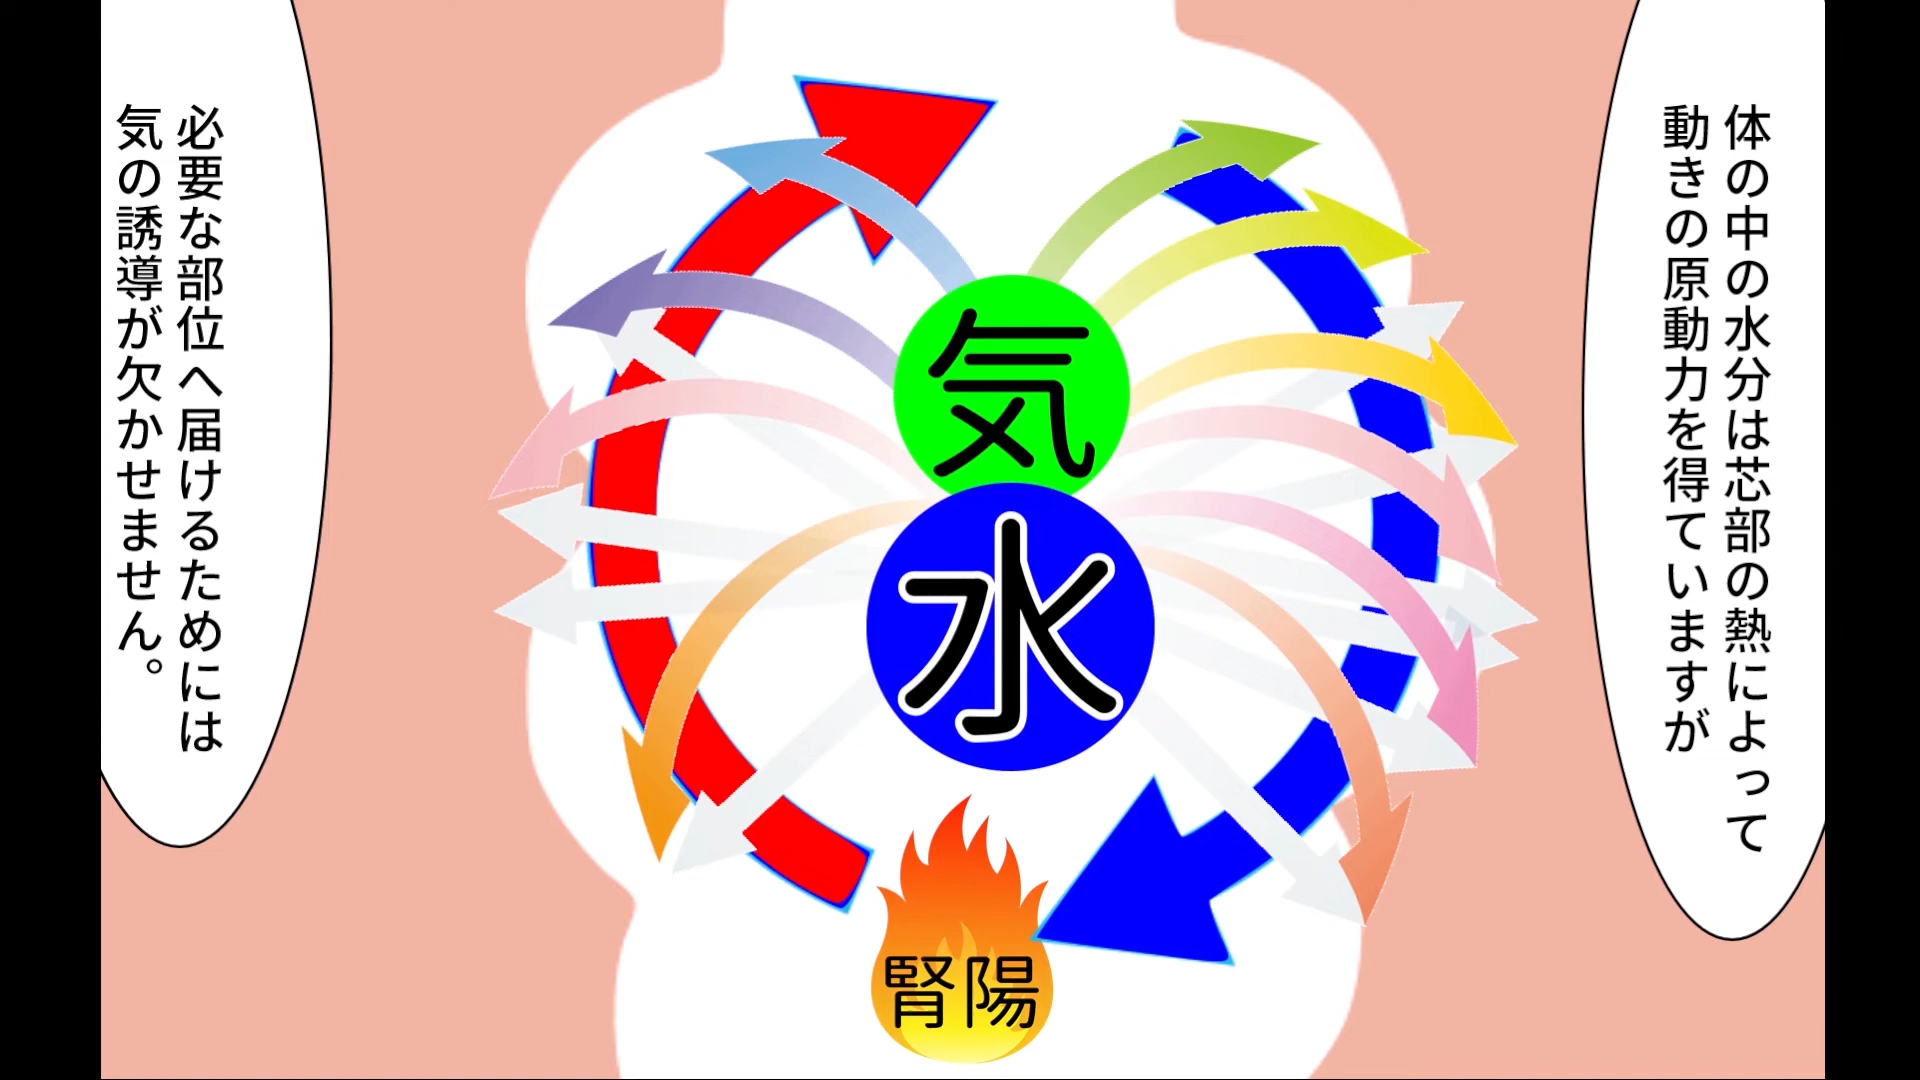 体の中の水分は芯部の熱によって
動きの原動力を得ていますが
気
水
腎陽
必要な部位へ届けるためには
気の誘導が欠かせません。